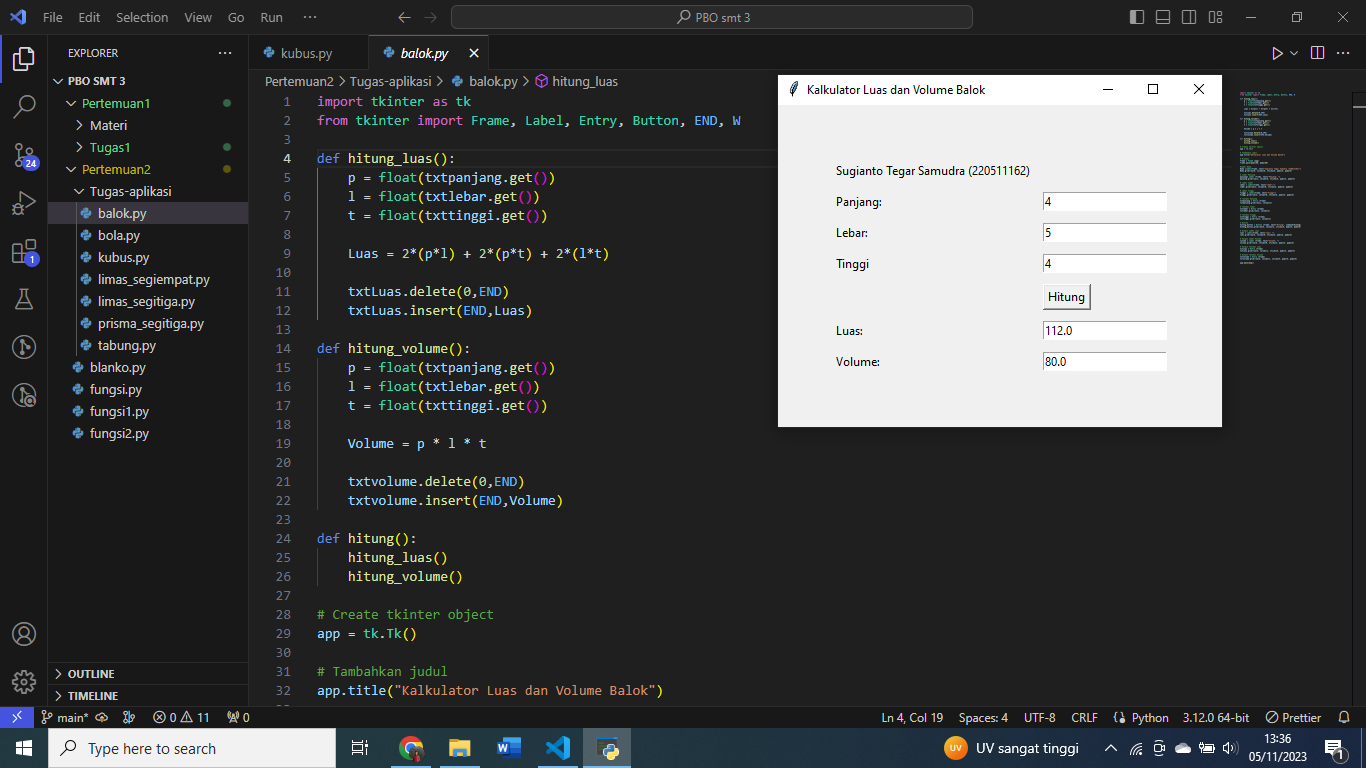 File Edit Selection View Go Run ··· PBO smt 3
EXPLORER ···
PBO SMT 3
Pertemuan1
Materi
Tugas1
Pertemuan2
Tugas-aplikasi
balok.py
bola.py
kubus.py
limas_segiempat.py
limas_segitiga.py
prisma_segitiga.py
tabung.py
blanko.py
fungsi.py
fungsi1.py
fungsi2.py
OUTLINE
TIMELINE
24
1
kubus.py balok.py
Pertemuan2 > Tugas-aplikasi > balok.py > hitung_luas
1 import tkinter as tk
2 from tkinter import Frame, Label, Entry, Button, END, W
3
4 def hitung_luas():
5 p = float(txtpanjang.get())
6 l = float(txtlebar.get())
7 t = float(txttinggi.get())
8
9 Luas = 2*(p*l) + 2*(p*t) + 2*(l*t)
10
11 txtLuas.delete(0,END)
12 txtLuas.insert(END,Luas)
13
14 def hitung_volume():
15 p = float(txtpanjang.get())
16 l = float(txtlebar.get())
17 t = float(txttinggi.get())
18
19 Volume = p * l * t
20
21 txtvolume.delete(0,END)
22 txtvolume.insert(END,Volume)
23
24 def hitung():
25 hitung_luas()
26 hitung_volume()
27
28 # Create tkinter object
29 app = tk.Tk()
30
31 # Tambahkan judul
32 app.title("Kalkulator Luas dan Volume Balok")
Kalkulator Luas dan Volume Balok
Sugianto Tegar Samudra (220511162)
Panjang: 4
Lebar: 5
Tinggi 4
Hitung
Luas: 112.0
Volume: 80.0
main* 0 11 0 Ln 4, Col 19 Spaces: 4 UTF-8 CRLF Python 3.12.0 64-bit Prettier
Type here to search UV UV sangat tinggi 13:36
05/11/2023 1